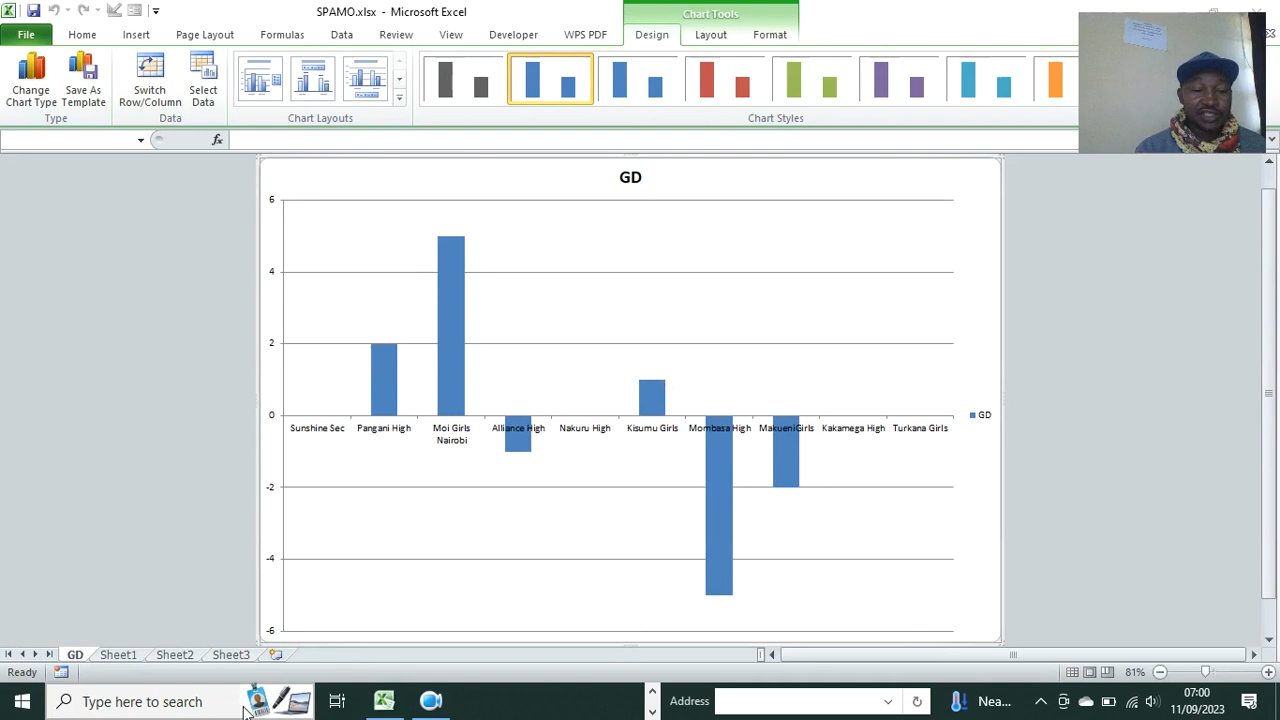 SPAMO.xlsx - Microsoft Excel
Chart Tools
File Home Insert Page Layout Formulas Data Review View Developer WPS PDF Design Layout Format
Change
Chart Type
Save As
Template
Switch
Row/Column
Select
Data
Type
Data
Chart Layouts
Chart Styles
fx
GD
6
4
2
0
-2
-4
-6
Sunshine Sec
Pangani High
Moi Girls
Nairobi
Alliance High
Nakuru High
Kisumu Girls
Mombasa High
MakueniGirls
Kakamega High
Turkana Girls
GD
GD Sheet1 Sheet2 Sheet3
Ready
81%
Type here to search
Address
Nea...
07:00
11/09/2023